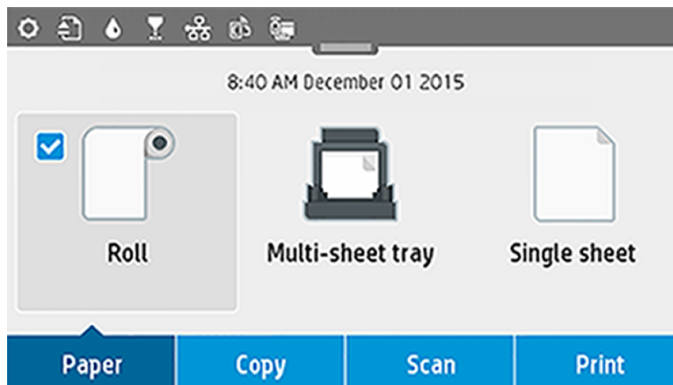 8:40 AM December 01 2015
Roll
Multi-sheet tray
Single sheet
Paper
Copy
Scan
Print